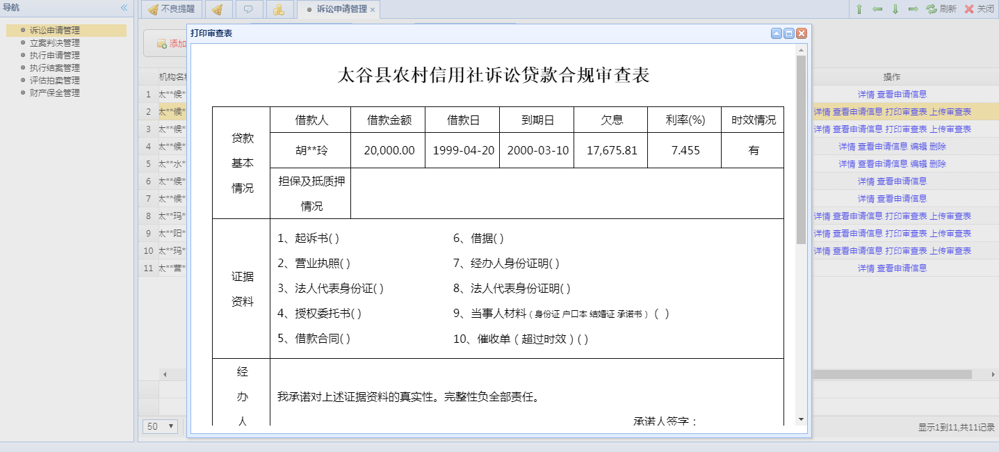 导航
不良提醒
诉讼申请管理
刷新
关闭
诉讼申请管理
立案判决管理
执行申请管理
执行结案管理
评估拍卖管理
财产保全管理
添加
打印审查表
太谷县农村信用社诉讼贷款合规审查表
贷款
基本
情况
借款人 借款金额 借款日 到期日 欠息 利率(%) 时效情况
胡**玲 20,000.00 1999-04-20 2000-03-10 17,675.81 7.455 有
担保及抵质押
情况
证据
资料
1、起诉书( ) 6、借据( )
2、营业执照( ) 7、经办人身份证明( )
3、法人代表身份证( ) 8、法人代表身份证明( )
4、授权委托书( ) 9、当事人材料（身份证 户口本 结婚证 承诺书）（ ）
5、借款合同( ) 10、催收单（超过时效）( )
经
办
人
我承诺对上述证据资料的真实性。完整性负全部责任。
承诺人签字：
机构名称 操作
1 太**候* 详情 查看申请信息
2 太**候* 详情 查看申请信息 打印审查表 上传审查表
3 太**候* 详情 查看申请信息 打印审查表 上传审查表
4 太**候* 详情 查看申请信息 编辑 删除
5 太**水* 详情 查看申请信息 编辑 删除
6 太**候* 详情 查看申请信息
7 太**候* 详情 查看申请信息
8 太**玛* 详情 查看申请信息 打印审查表 上传审查表
9 太**阳* 详情 查看申请信息 打印审查表 上传审查表
10 太**玛* 详情 查看申请信息 打印审查表 上传审查表
11 太**营* 详情 查看申请信息
50
显示1到11,共11记录